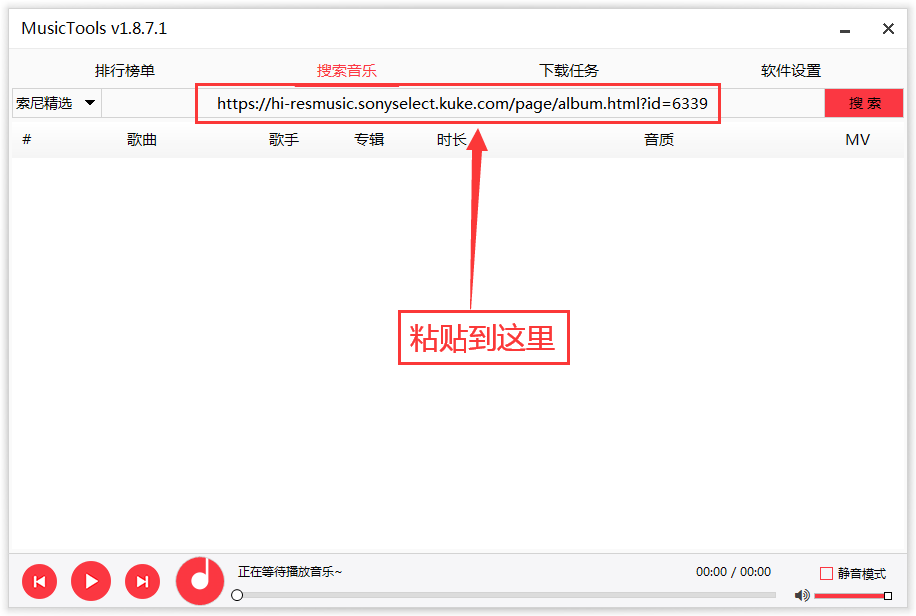 MusicTools v1.8.7.1
排行榜单 搜索音乐 下载任务 软件设置
索尼精选 https://hi-resmusic.sonyselect.kuke.com/page/album.html?id=6339 搜 索
# 歌曲 歌手 专辑 时长 音质 MV
粘贴到这里
正在等待播放音乐~ 00:00 / 00:00 静音模式